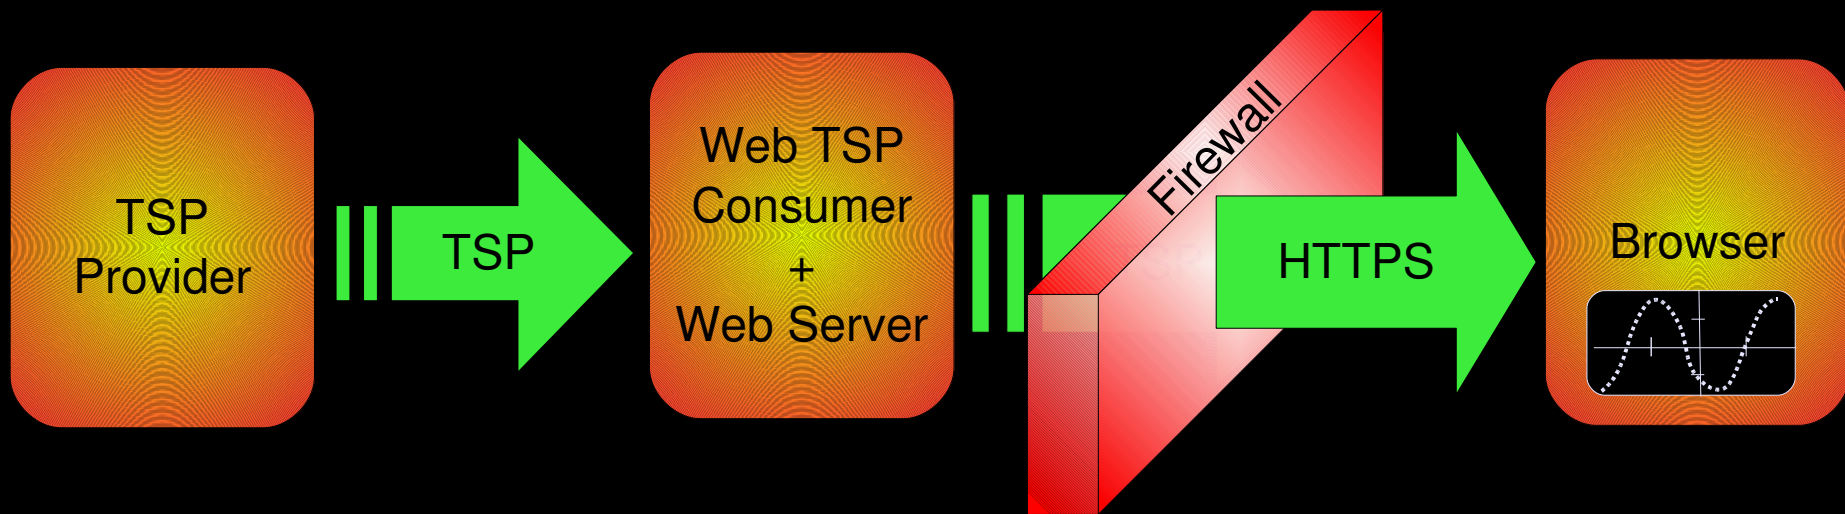 TSP
Provider
TSP
Web TSP
Consumer
+
Web Server
Firewall
HTTPS
Browser